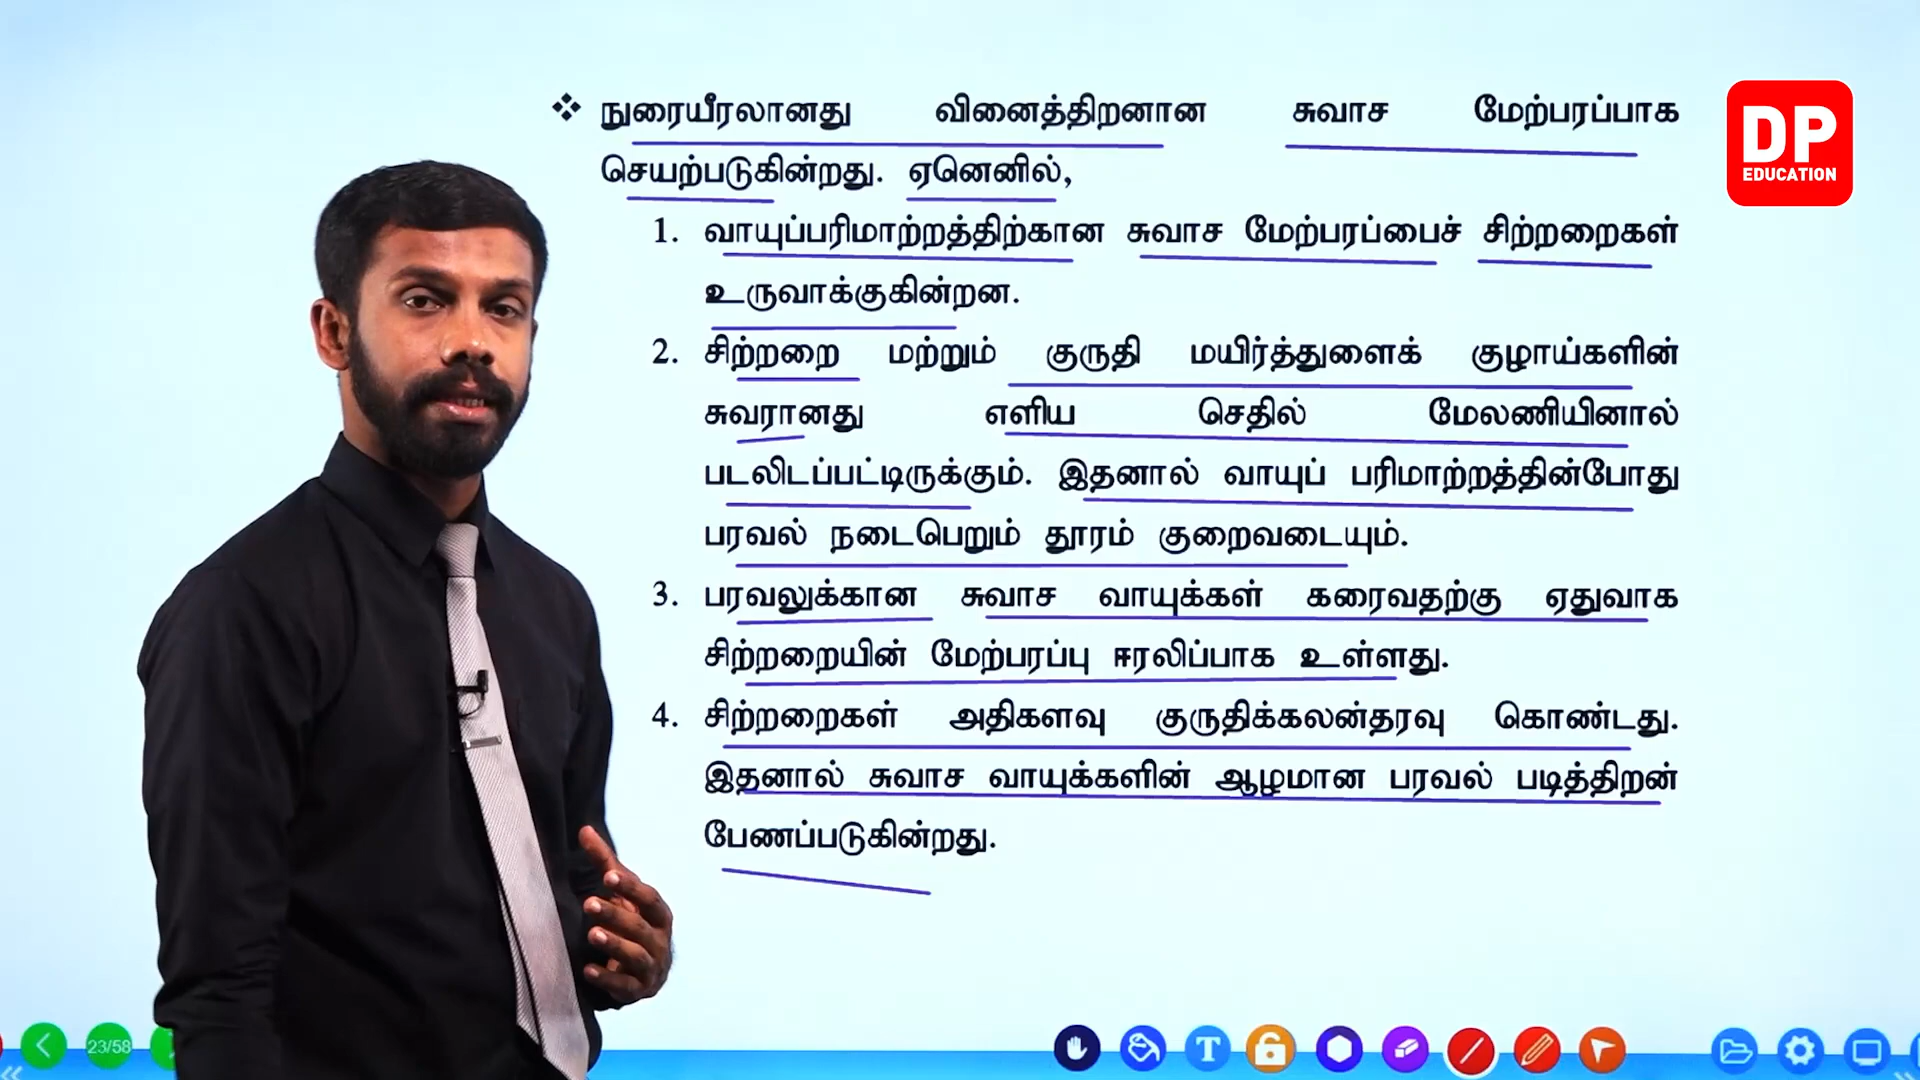 ❖ நுரையீரலானது வினைத்திறனான சுவாச மேற்பரப்பாக
செயற்படுகின்றது. ஏனெனில்,
1. வாயுப்பரிமாற்றத்திற்கான சுவாச மேற்பரப்பைச் சிற்றறைகள்
உருவாக்குகின்றன.
2. சிற்றறை மற்றும் குருதி மயிர்த்துளைக் குழாய்களின்
சுவரானது எளிய செதில் மேலணியினால்
படலிடப்பட்டிருக்கும். இதனால் வாயுப் பரிமாற்றத்தின்போது
பரவல் நடைபெறும் தூரம் குறைவடையும்.
3. பரவலுக்கான சுவாச வாயுக்கள் கரைவதற்கு ஏதுவாக
சிற்றறையின் மேற்பரப்பு ஈரலிப்பாக உள்ளது.
4. சிற்றறைகள் அதிகளவு குருதிக்கலன்தரவு கொண்டது.
இதனால் சுவாச வாயுக்களின் ஆழமான பரவல் படித்திறன்
பேணப்படுகின்றது.
DP
EDUCATION
23/58
T